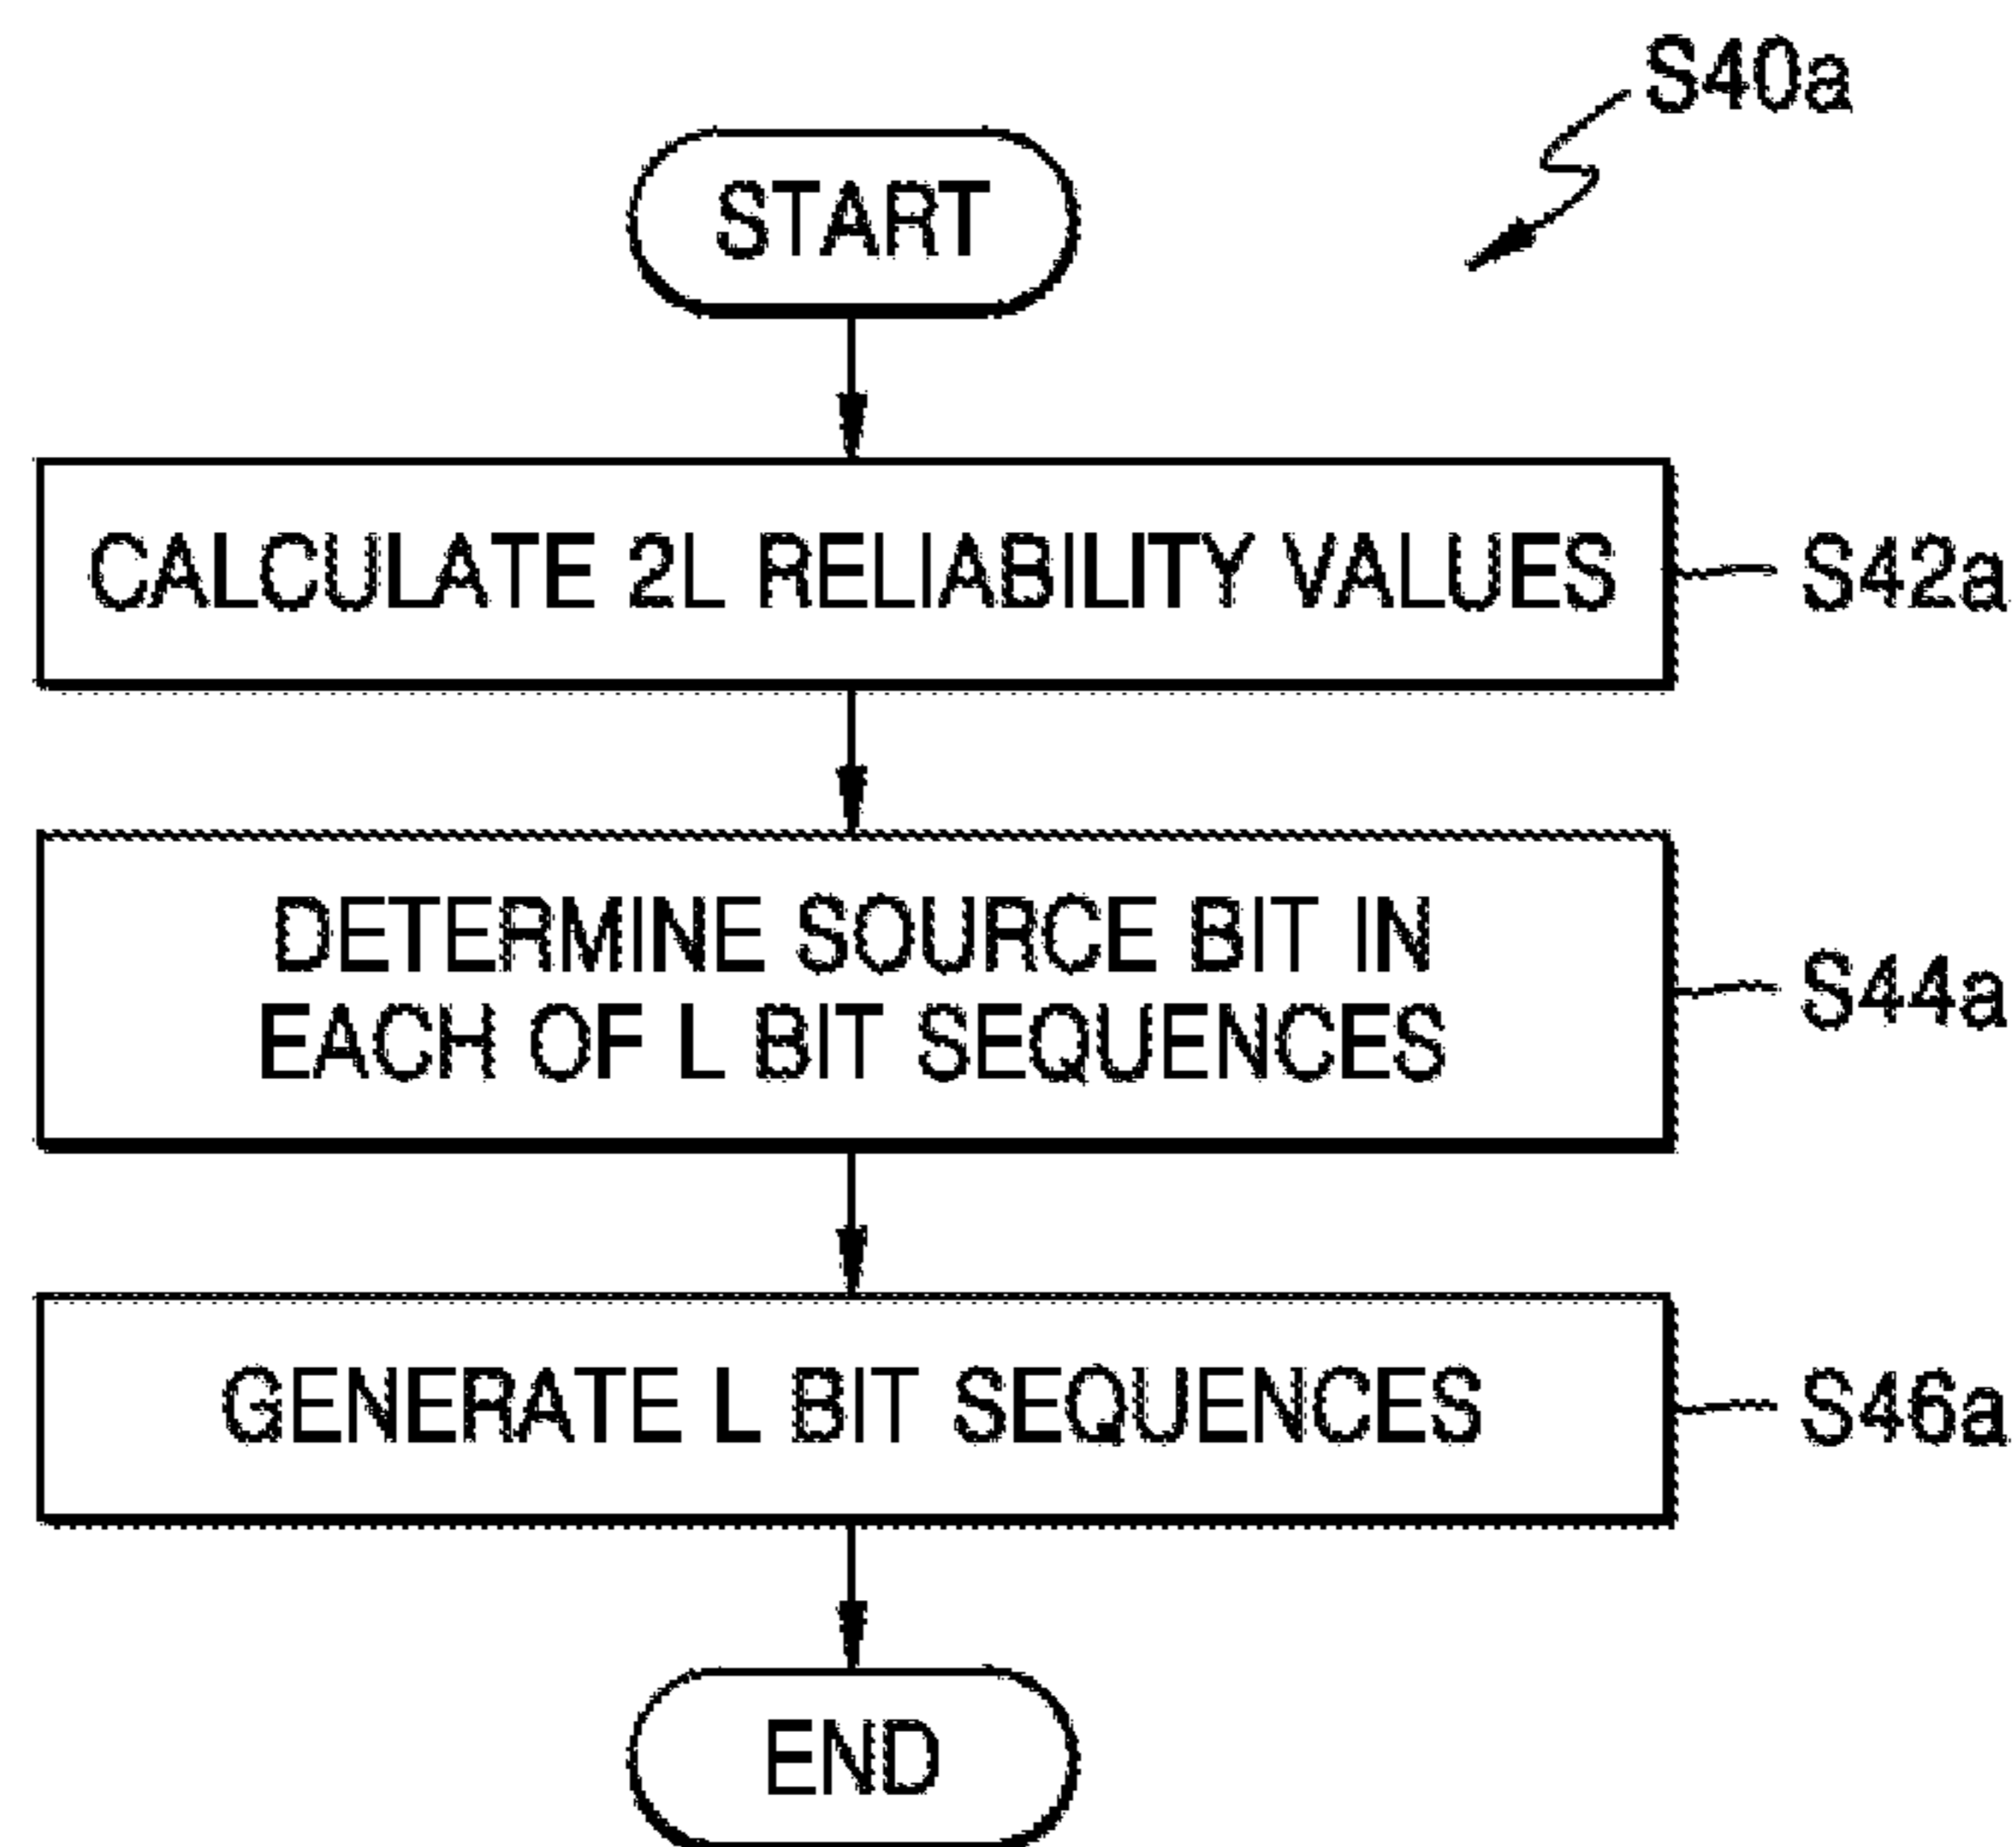 S40a
START
CALCULATE 2L RELIABILITY VALUES
S42a
DETERMINE SOURCE BIT IN
EACH OF L BIT SEQUENCES
S44a
GENERATE L BIT SEQUENCES
S46a
END